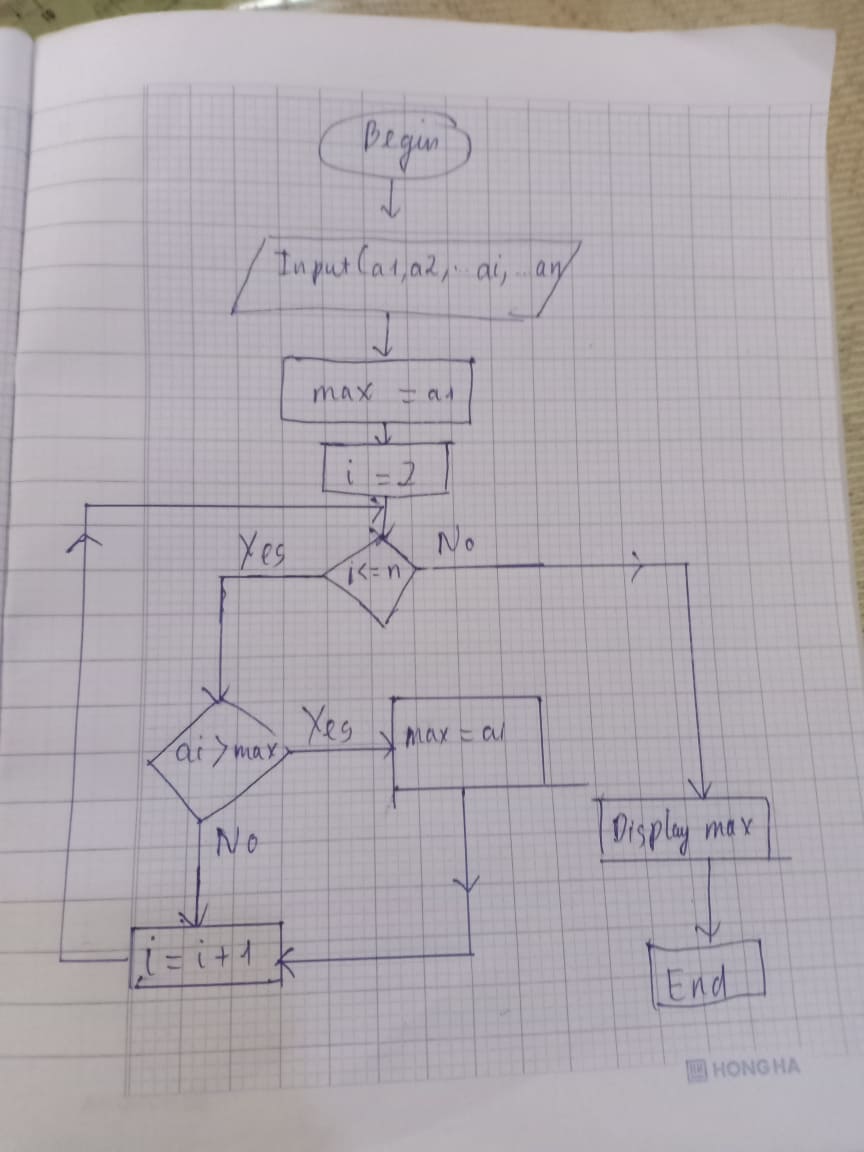 Begin
Input(a1,a2,..ai,..an
max = a1
i = 2
Yes
i<=n
No
ai>max
Yes
max = a1
No
Display max
i = i+1
End
HONG HA